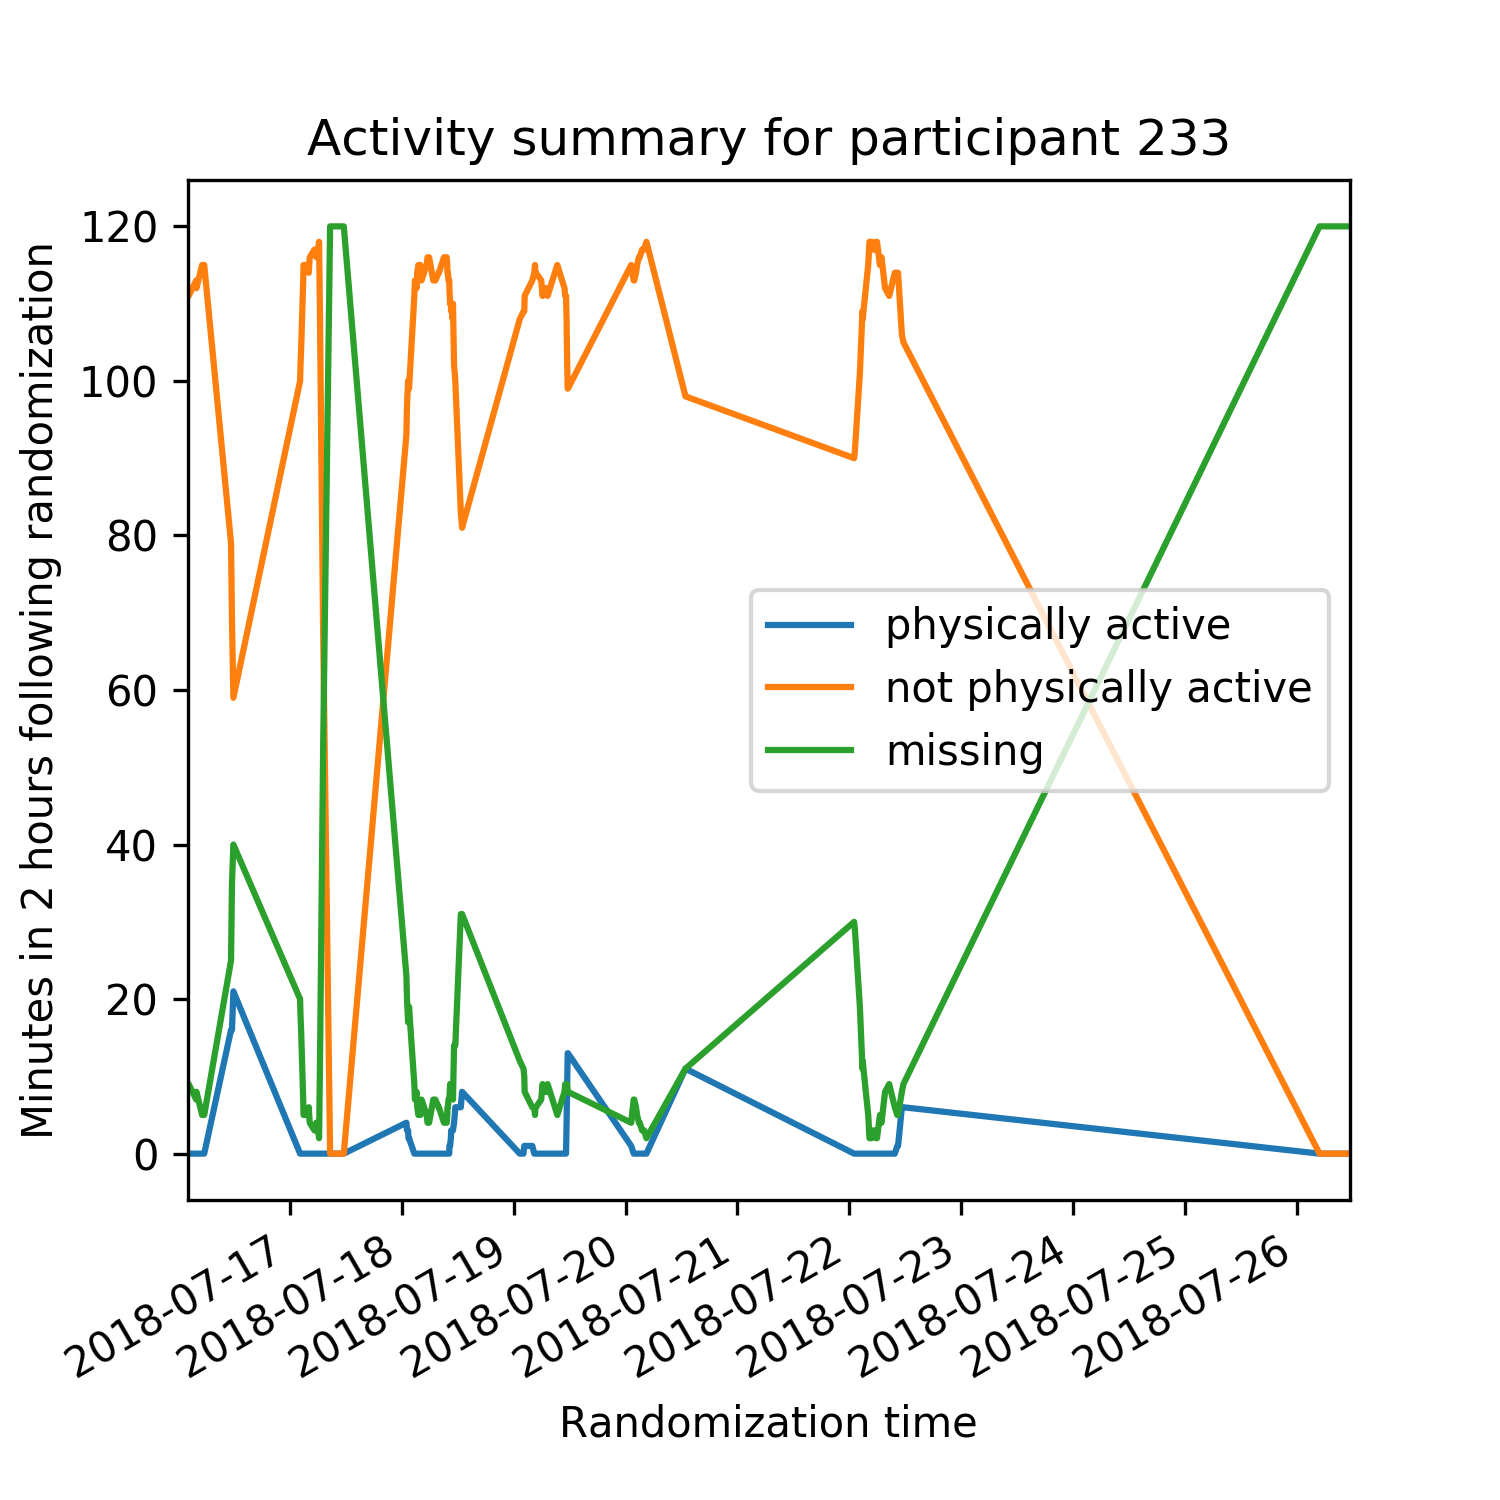 Activity summary for participant 233
Minutes in 2 hours following randomization
120
100
80
60
40
20
0
physically active
not physically active
missing
2018-07-17
2018-07-18
2018-07-19
2018-07-20
2018-07-21
2018-07-22
2018-07-23
2018-07-24
2018-07-25
2018-07-26
Randomization time